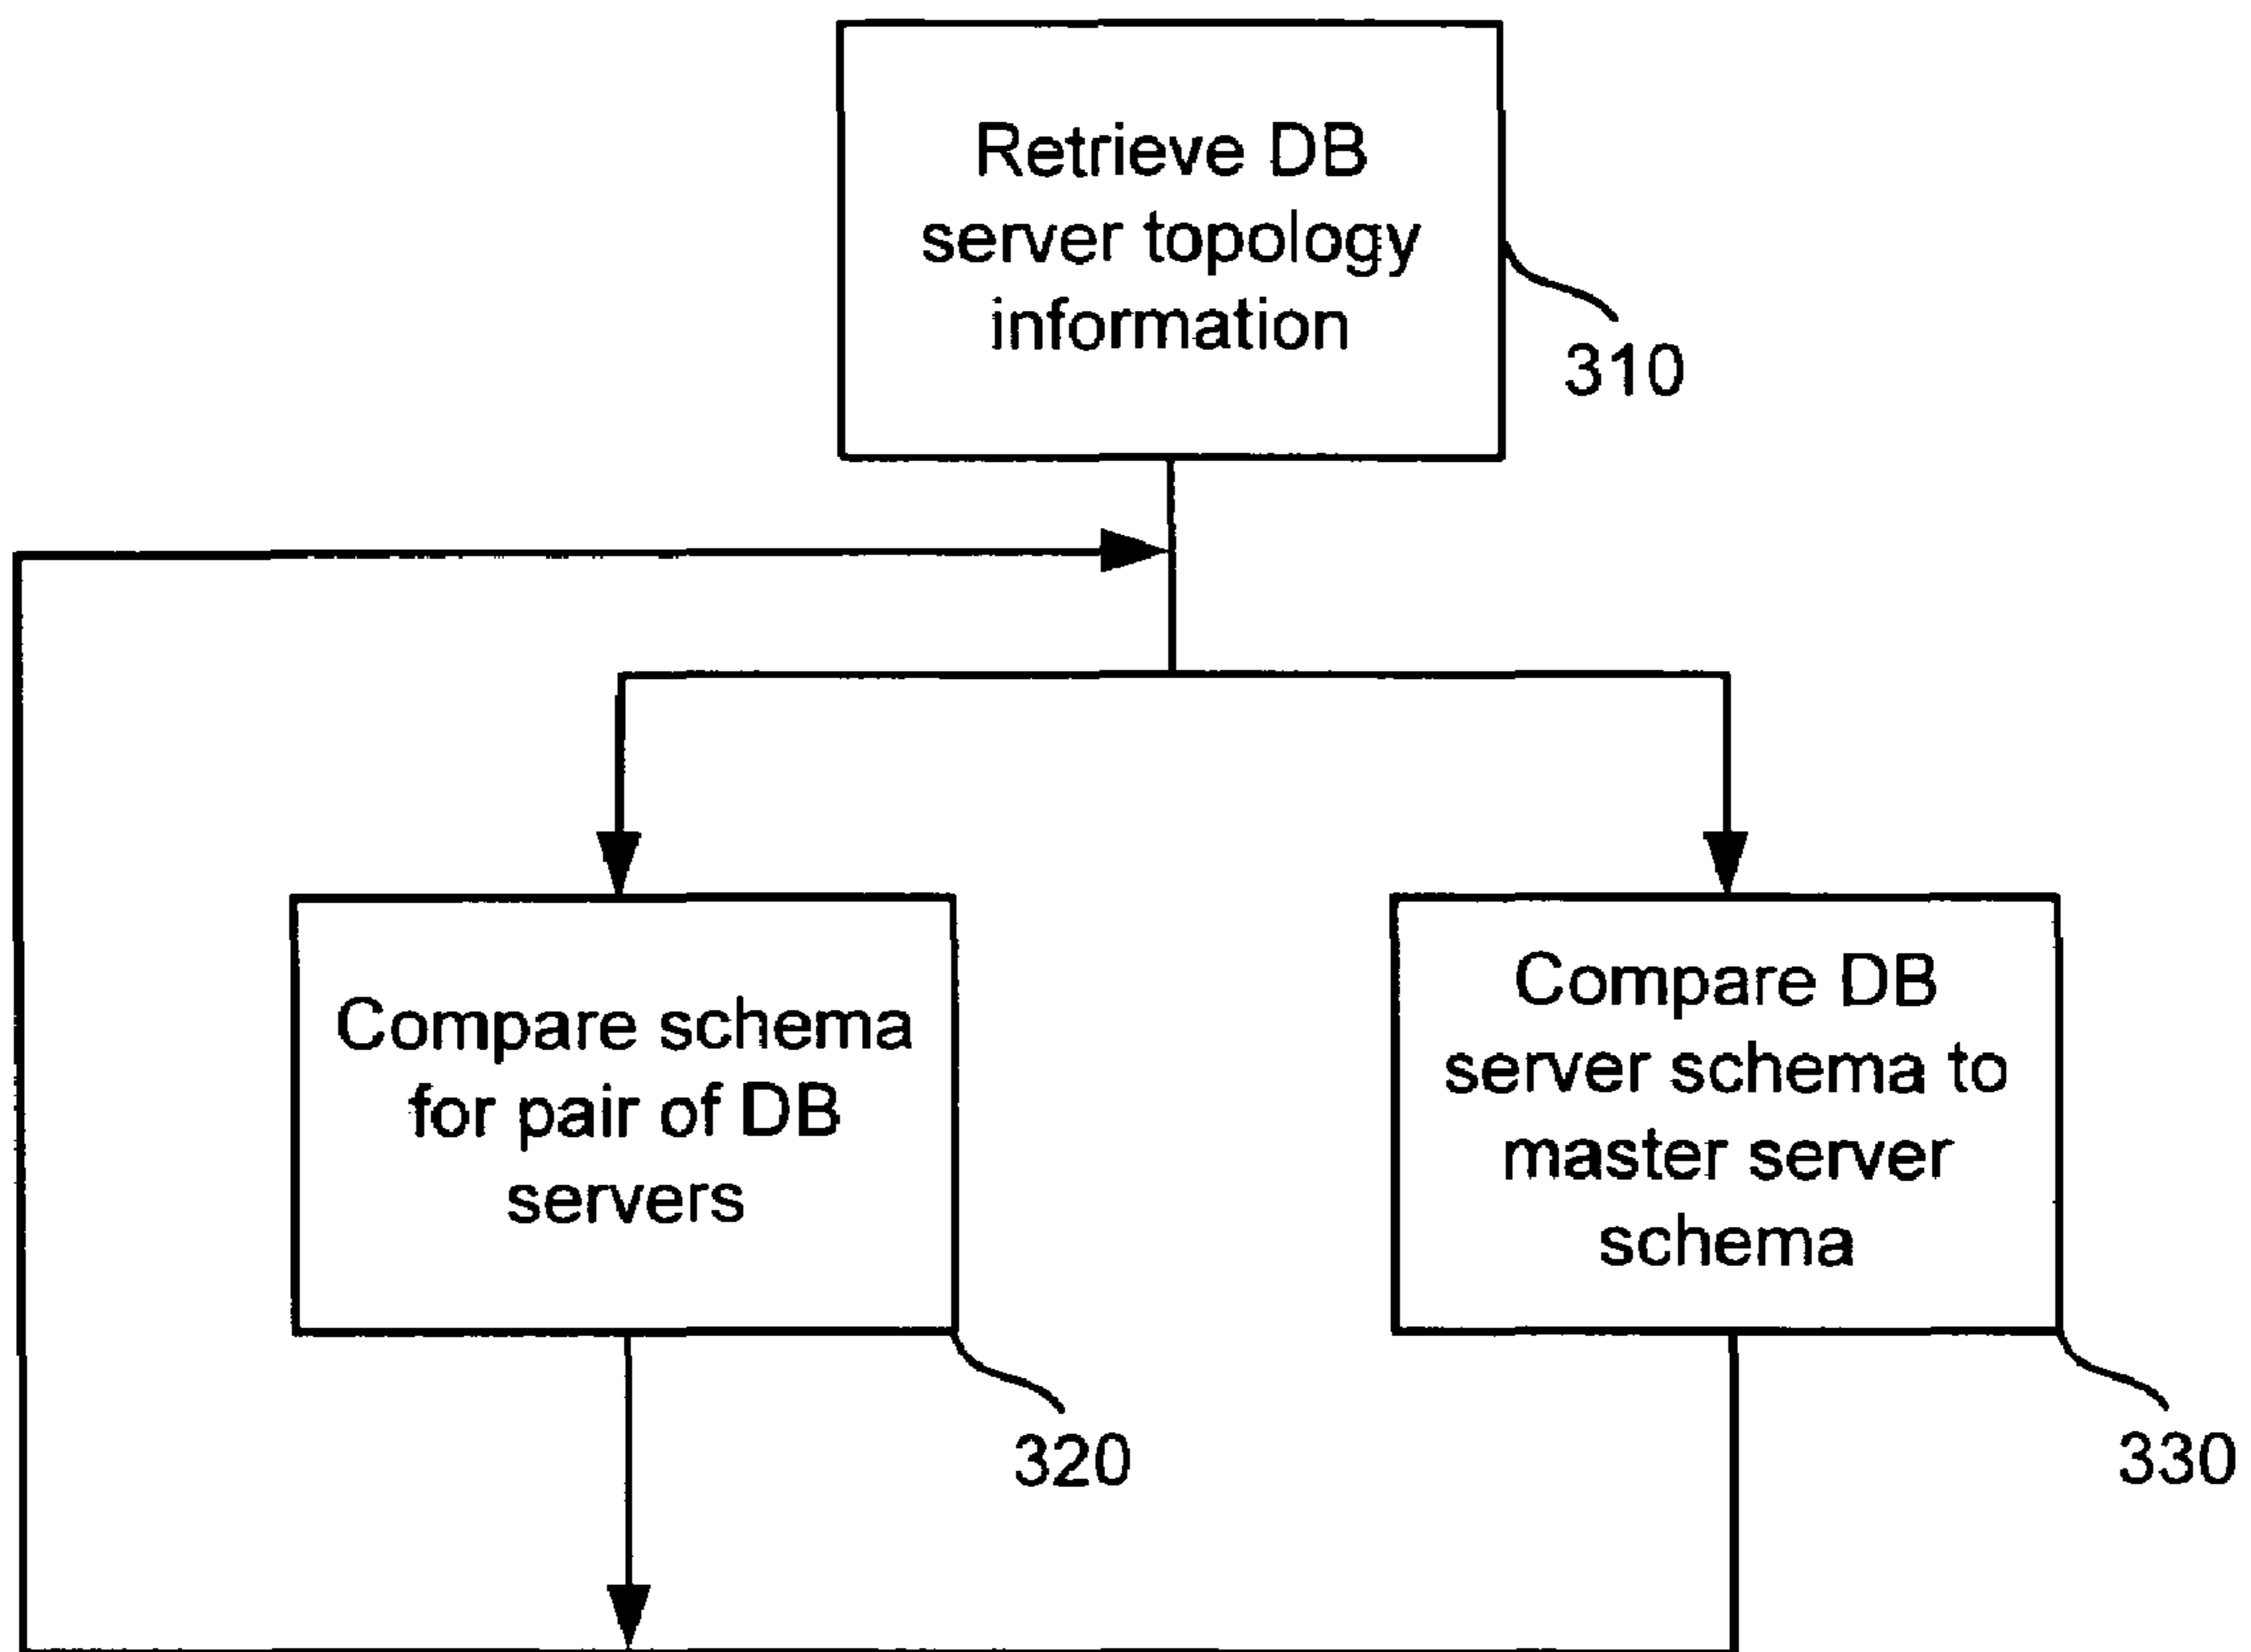 Retrieve DB
server topology
information
310
Compare schema
for pair of DB
servers
320
Compare DB
server schema to
master server
schema
330